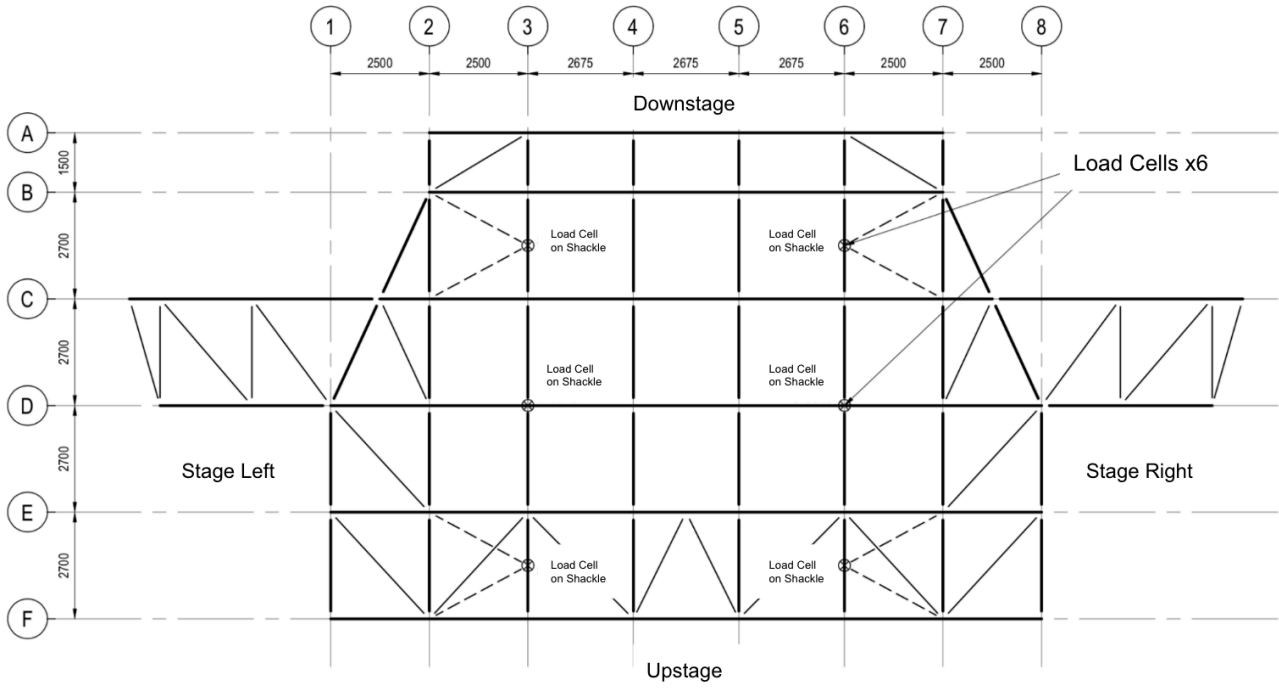 1 2 3 4 5 6 7 8
2500 2500 2675 2675 2675 2500 2500
Downstage
A
1500
B
Load Cells x6
2700
Load Cell
on Shackle
Load Cell
on Shackle
C
2700
Load Cell
on Shackle
Load Cell
on Shackle
D
2700
Stage Left
Stage Right
E
2700
Load Cell
on Shackle
Load Cell
on Shackle
F
Upstage